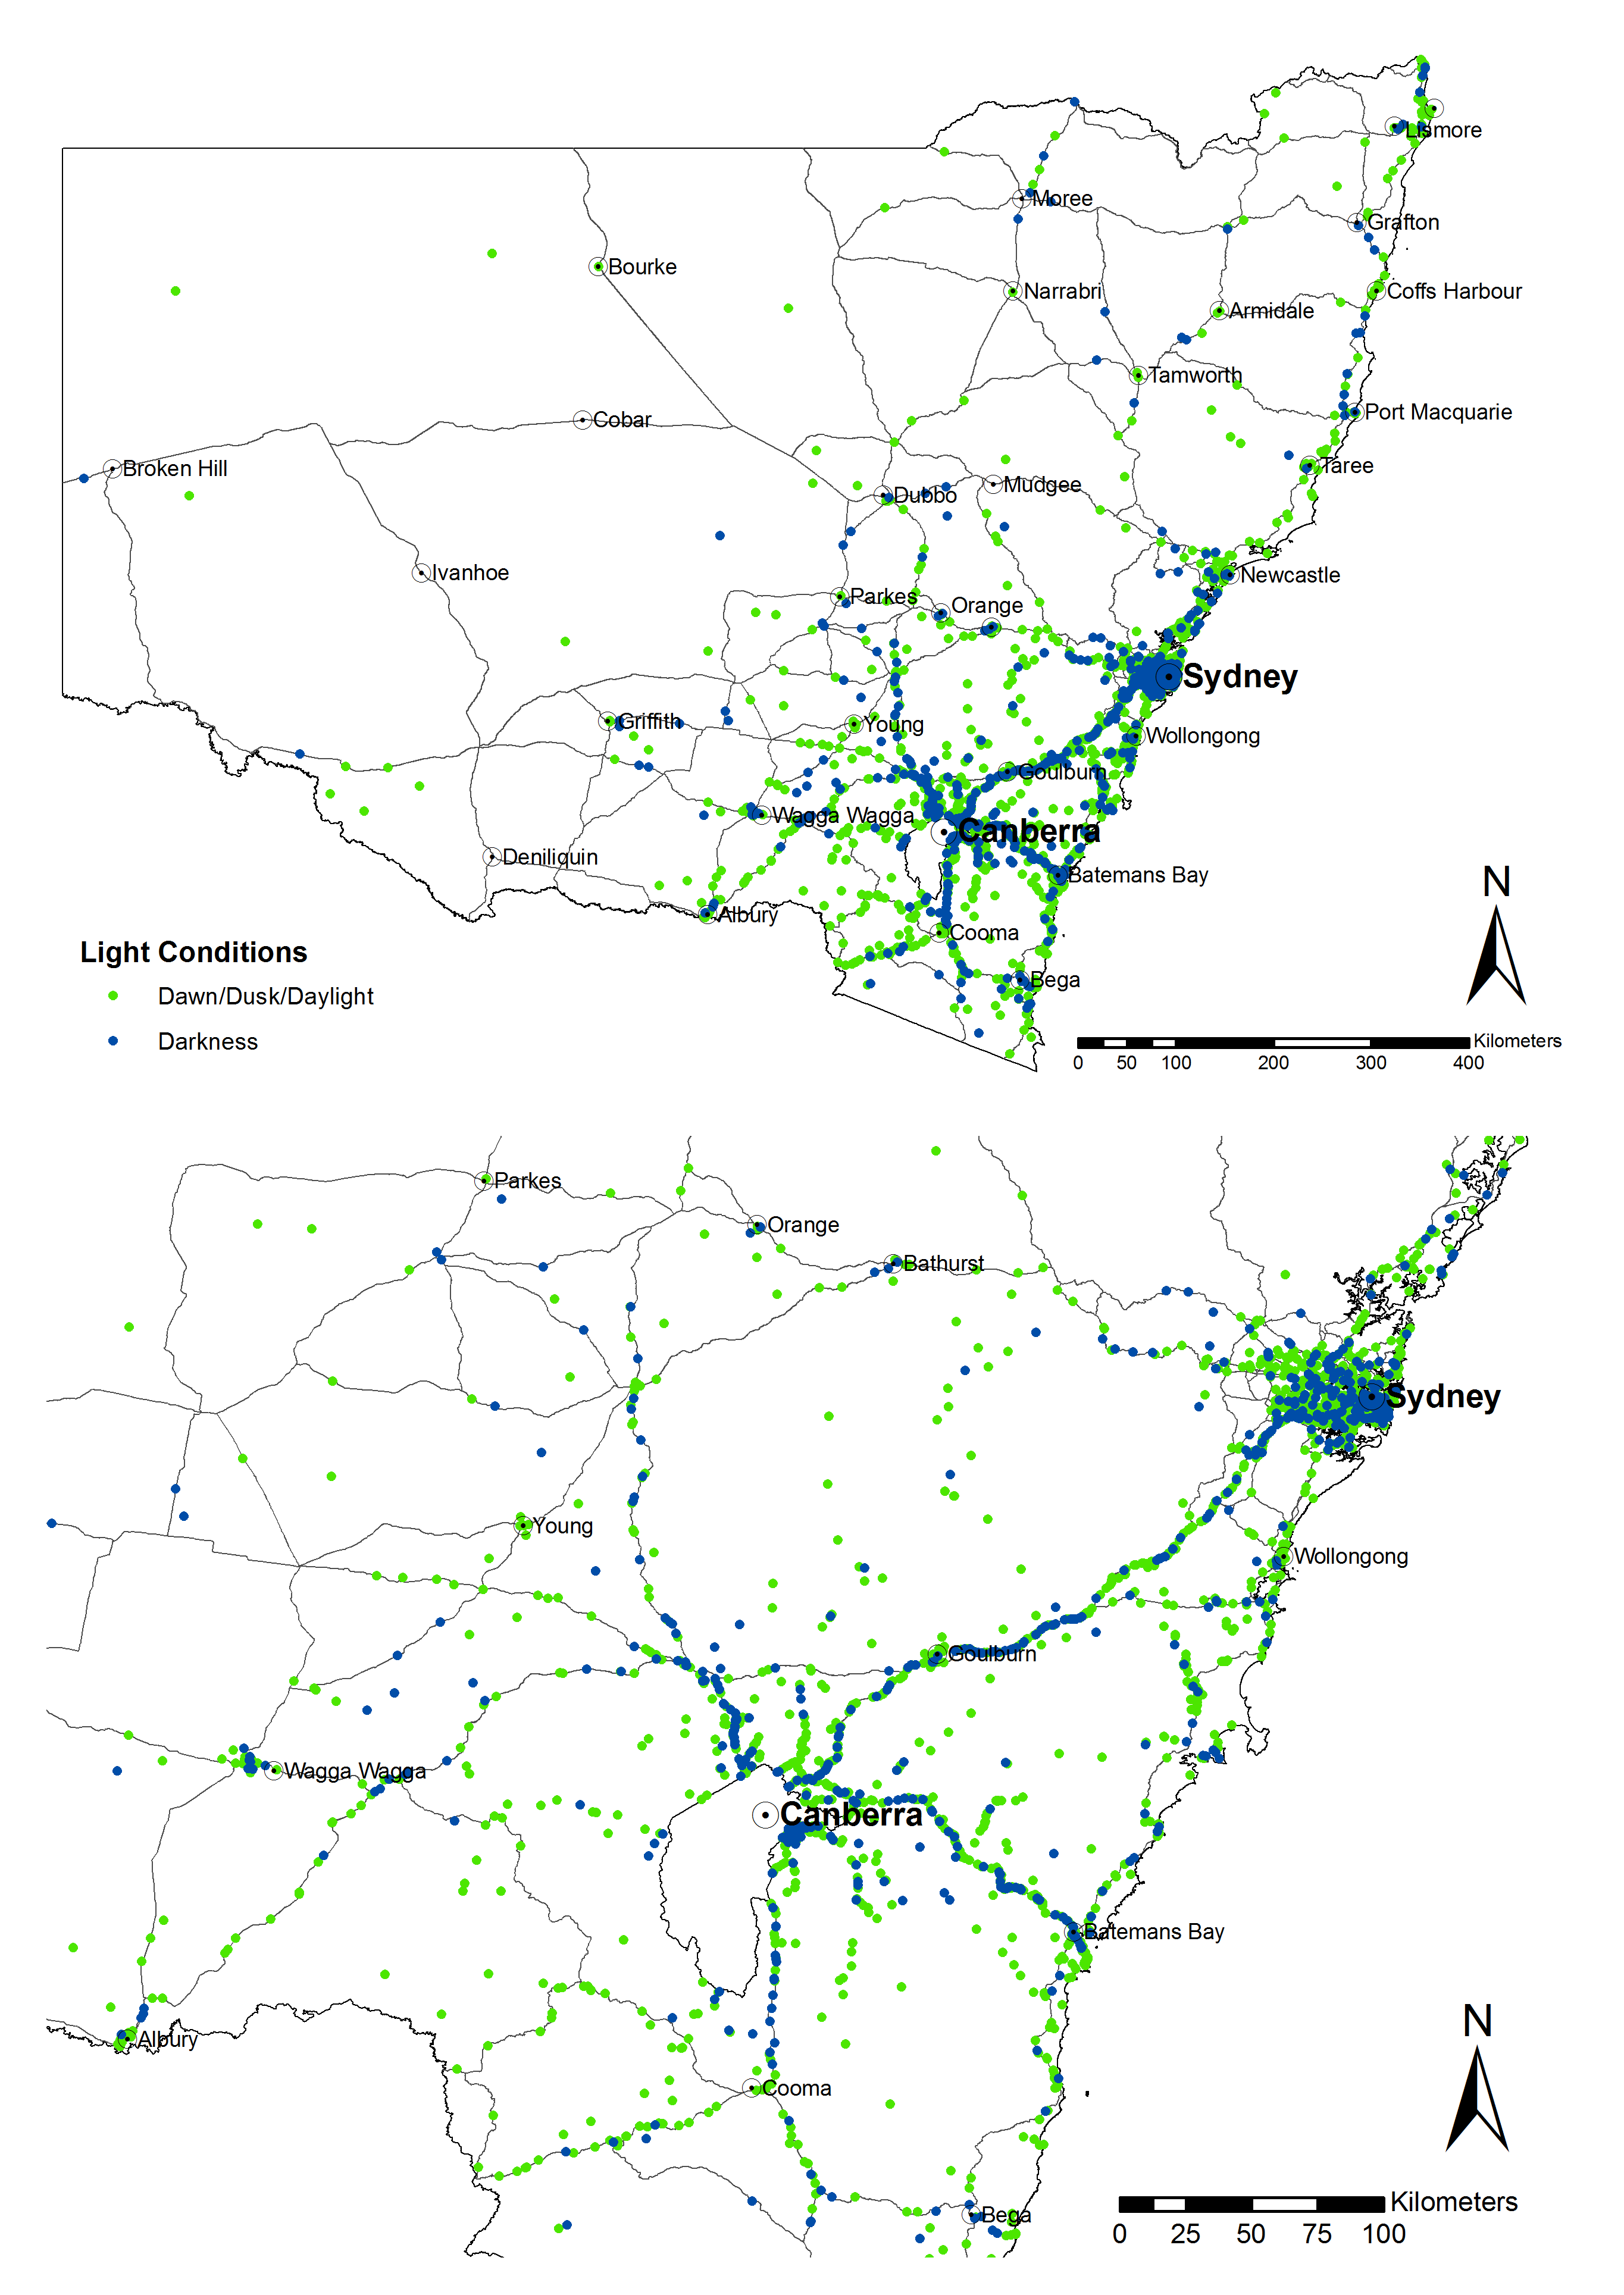 Lismore
Moree
Grafton
Bourke
Narrabri
Coffs Harbour
Armidale
Tamworth
Cobar
Port Macquarie
Broken Hill
Taree
Mudgee
Dubbo
Ivanhoe
Newcastle
Parkes
Orange
Sydney
Griffith
Young
Wollongong
Goulburn
Wagga Wagga
Canberra
Deniliquin
Batemans Bay
Albury
Cooma
Bega
N
Light Conditions
Dawn/Dusk/Daylight
Darkness
Kilometers
0 50 100 200 300 400
Parkes
Orange
Bathurst
Sydney
Young
Wollongong
Goulburn
Wagga Wagga
Canberra
Batemans Bay
Albury
Cooma
Bega
N
Kilometers
0 25 50 75 100